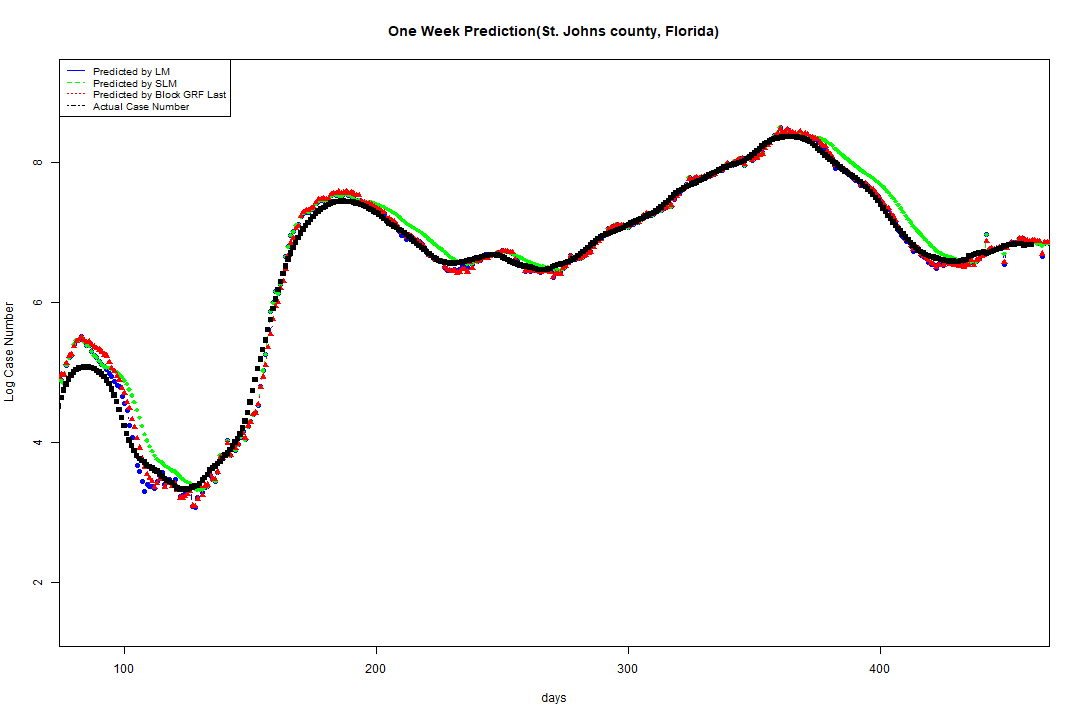 One Week Prediction(St. Johns county, Florida)
Predicted by LM
Predicted by SLM
Predicted by Block GRF Last
Actual Case Number
8
6
4
2
Log Case Number
100
200
300
400
days